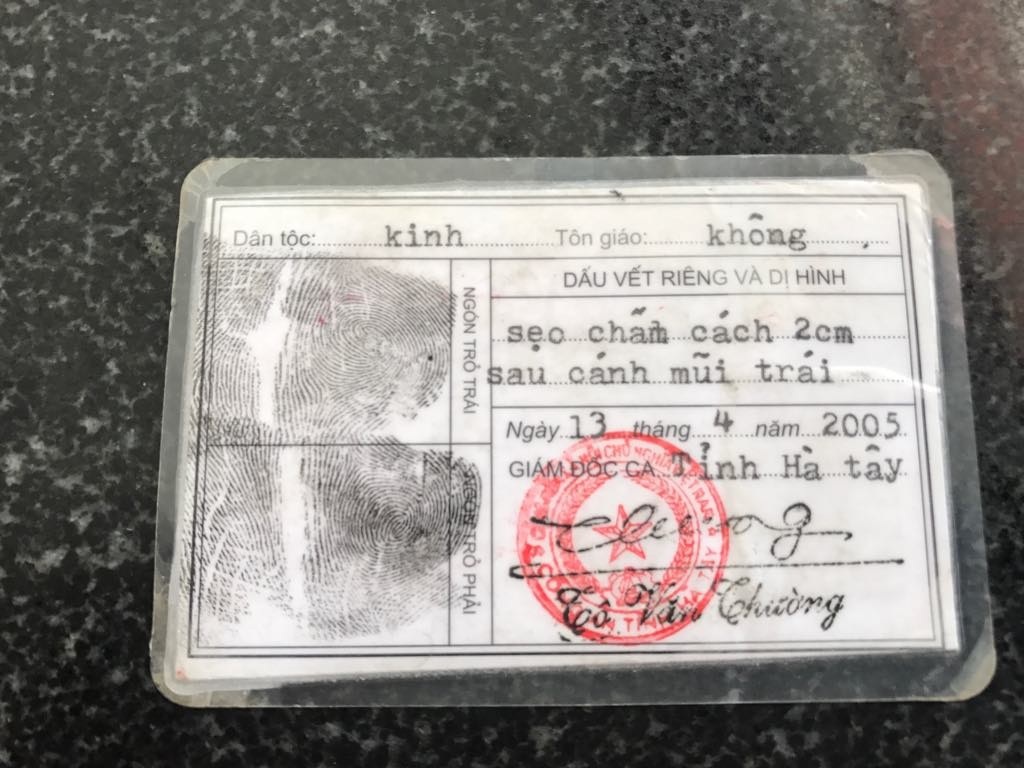 Dân tộc: kinh Tôn giáo: không
NGÓN TRỎ TRÁI
NGÓN TRỎ PHẢI
DẤU VẾT RIÊNG VÀ DỊ HÌNH
sẹo chấm cách 2cm
sau cánh mũi trái
Ngày 13 tháng 4 năm 2005
GIÁM ĐỐC CA Tỉnh Hà tây
Tô Văn Thường